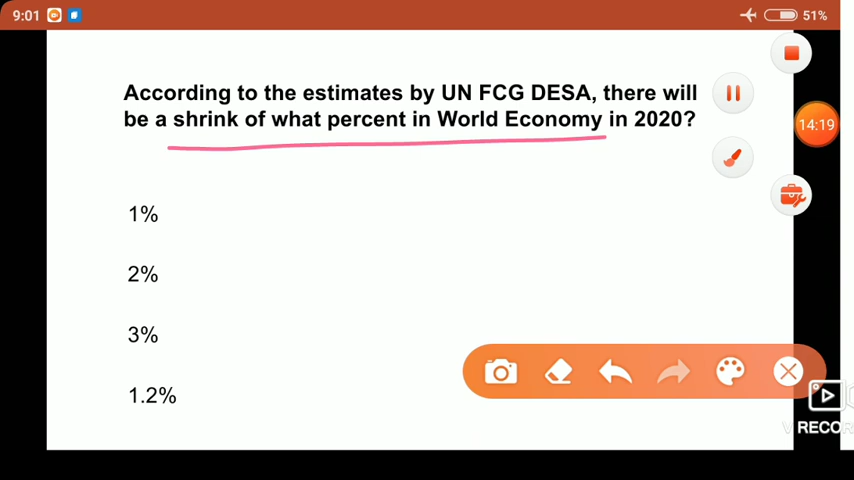 9:01
51%
According to the estimates by UN FCG DESA, there will
be a shrink of what percent in World Economy in 2020?
14:19
1%
2%
3%
1.2%
V RECOR